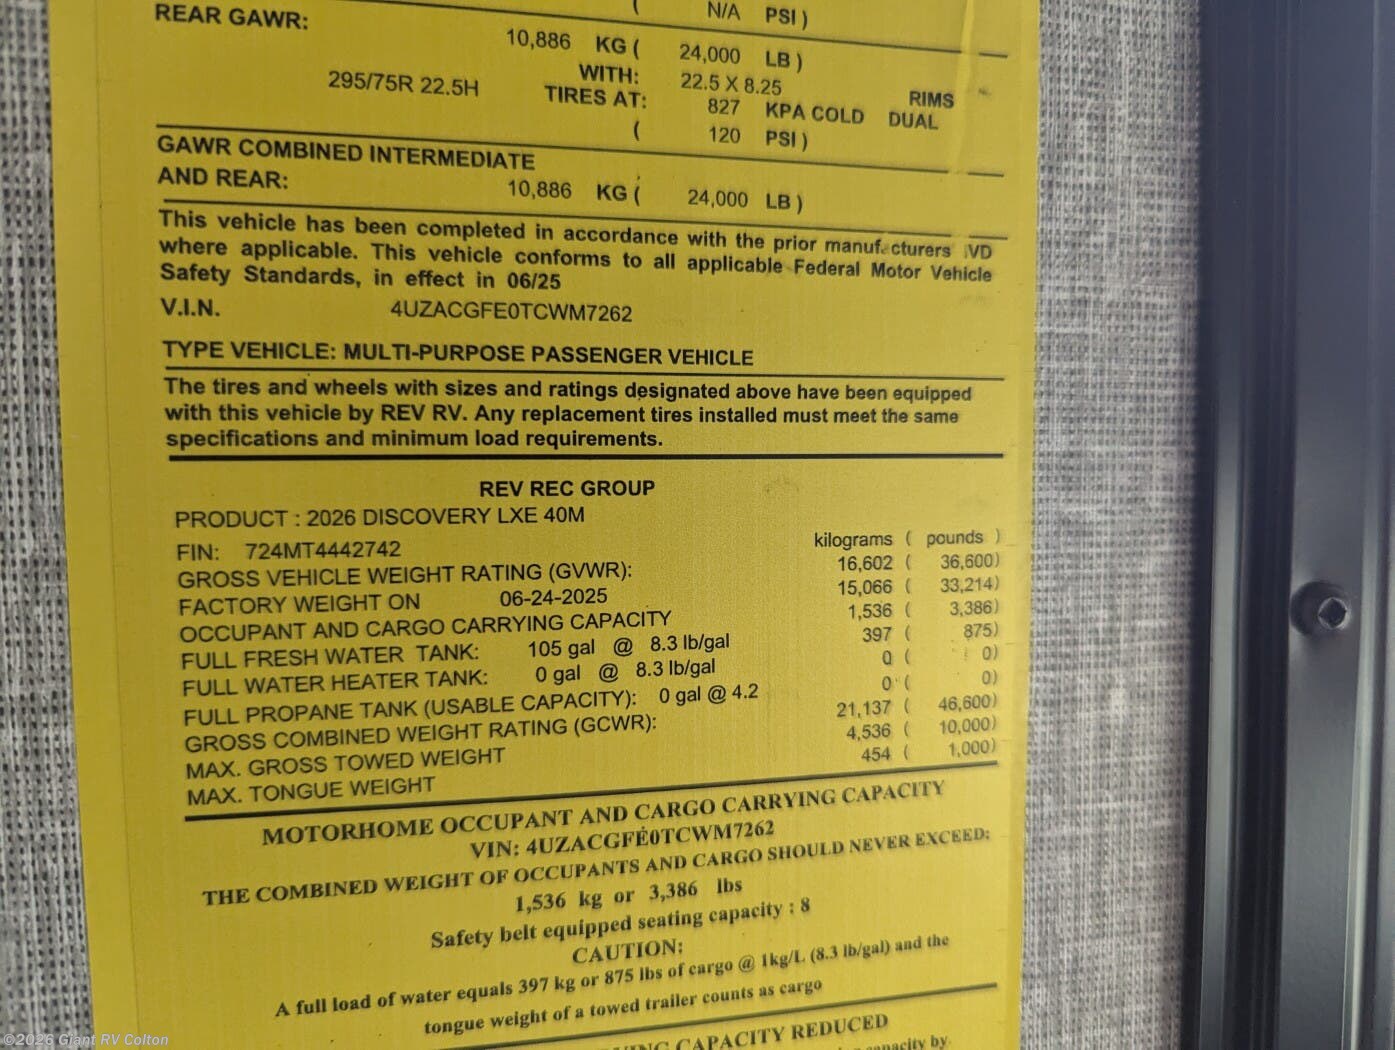 ( N/A PSI )
REAR GAWR:
10,886 KG ( 24,000 LB )
WITH: 22.5 X 8.25 RIMS
295/75R 22.5H TIRES AT: 827 KPA COLD DUAL
( 120 PSI )
GAWR COMBINED INTERMEDIATE
AND REAR: 10,886 KG ( 24,000 LB )
This vehicle has been completed in accordance with the prior manuf cturers IVD
where applicable. This vehicle conforms to all applicable Federal Motor Vehicle
Safety Standards, in effect in 06/25
V.I.N. 4UZACGFE0TCWM7262
TYPE VEHICLE: MULTI-PURPOSE PASSENGER VEHICLE
The tires and wheels with sizes and ratings designated above have been equipped
with this vehicle by REV RV. Any replacement tires installed must meet the same
specifications and minimum load requirements.
REV REC GROUP
PRODUCT : 2026 DISCOVERY LXE 40M
FIN: 724MT4442742 kilograms ( pounds )
GROSS VEHICLE WEIGHT RATING (GVWR): 16,602 ( 36,600)
FACTORY WEIGHT ON 06-24-2025 15,066 ( 33,214)
OCCUPANT AND CARGO CARRYING CAPACITY 1,536 ( 3,386)
FULL FRESH WATER TANK: 105 gal @ 8.3 lb/gal 397 ( 875)
FULL WATER HEATER TANK: 0 gal @ 8.3 lb/gal 0 ( 0)
FULL PROPANE TANK (USABLE CAPACITY): 0 gal @ 4.2 0 ( 0)
GROSS COMBINED WEIGHT RATING (GCWR): 21,137 ( 46,600)
MAX. GROSS TOWED WEIGHT 4,536 ( 10,000)
MAX. TONGUE WEIGHT 454 ( 1,000)
MOTORHOME OCCUPANT AND CARGO CARRYING CAPACITY
VIN: 4UZACGFE0TCWM7262
THE COMBINED WEIGHT OF OCCUPANTS AND CARGO SHOULD NEVER EXCEED:
1,536 kg or 3,386 lbs
Safety belt equipped seating capacity : 8
CAUTION:
A full load of water equals 397 kg or 875 lbs of cargo @ 1kg/L (8.3 lb/gal) and the
tongue weight of a towed trailer counts as cargo
CAPACITY REDUCED
capacity by
©2026 Giant RV Colton